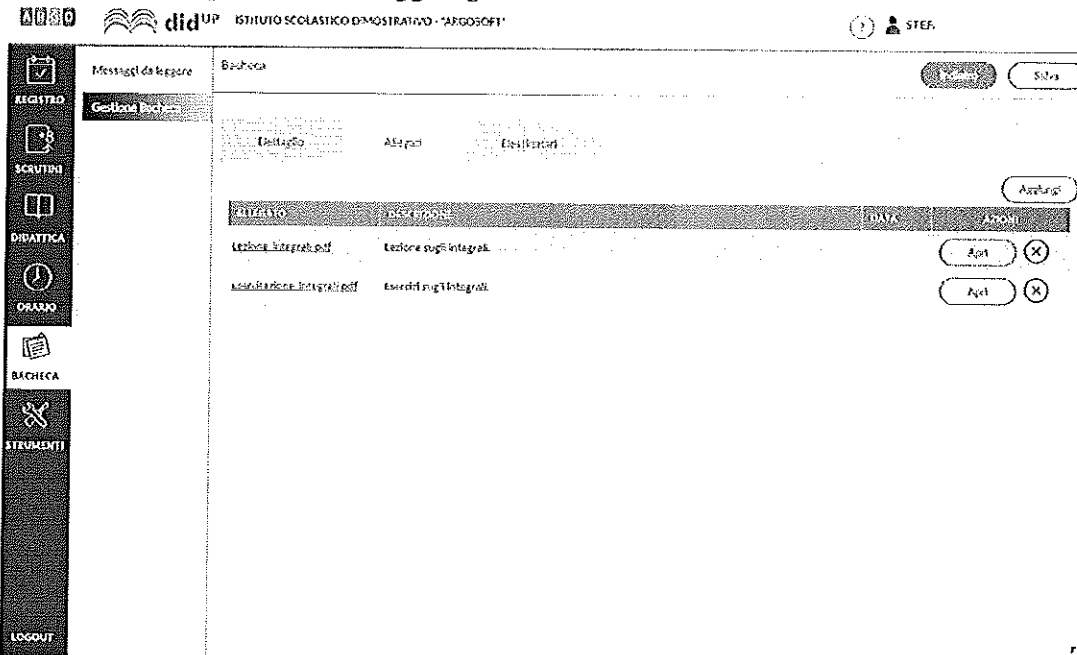 ARGO didUP ISTITUTO SCOLASTICO DIMOSTRATIVO - "ARGOSOFT"
? STEF.
REGISTRO
SCRUTINI
DIDATTICA
ORARIO
BACHECA
STRUMENTI
LOGOUT
Messaggi da leggere
Gestione Bacheca
Bacheca
Salva
Dettaglio Allegati Destinatari
Aggiungi
ALLEGATO DESCRIZIONE DATA AZIONI
Lezione integrali.pdf Lezione sugli integrali. Apri
esercitazione integrali.pdf Esercizi sugli integrali. Apri